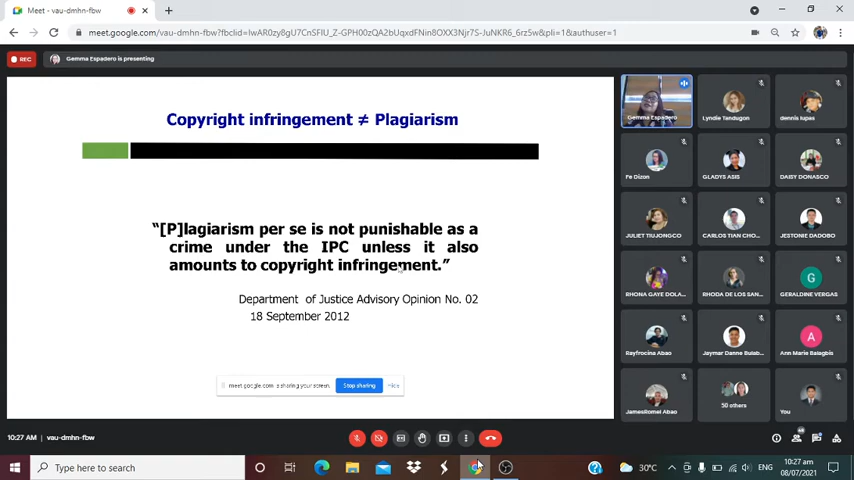 Meet - vau-dmhn-fbw
meet.google.com/vau-dmhn-fbw?fbclid=IwAR0zy8gU7CnSFlU_Z-GPH00zQA2bUqxdFNin8OXX3Njr7S-JuNKR6_6rz5w&pli=1&authuser=1
REC
Gemma Espadero is presenting
Copyright infringement ≠ Plagiarism
“[P]lagiarism per se is not punishable as a
crime under the IPC unless it also
amounts to copyright infringement.”
Department of Justice Advisory Opinion No. 02
18 September 2012
meet.google.com is sharing your screen.
Stop sharing
Hide
Gemma Espadero
Lyndie Tandugon
dennis lupas
Fe Dizon
GLADYS ASIS
DAISY DONASCO
JULIET TIUJONGCO
CARLOS TIAN CHO...
JESTONIE DADOBO
RHONA GAYE DOLA...
RHODA DE LOS SAN...
G
GERALDINE VERGAS
Rayfrocina Abao
Jaymar Danne Bulab...
A
Ann Marie Balagbis
JamesRomel Abao
50 others
You
10:27 AM | vau-dmhn-fbw
Type here to search
30°C
ENG
10:27 am
08/07/2021